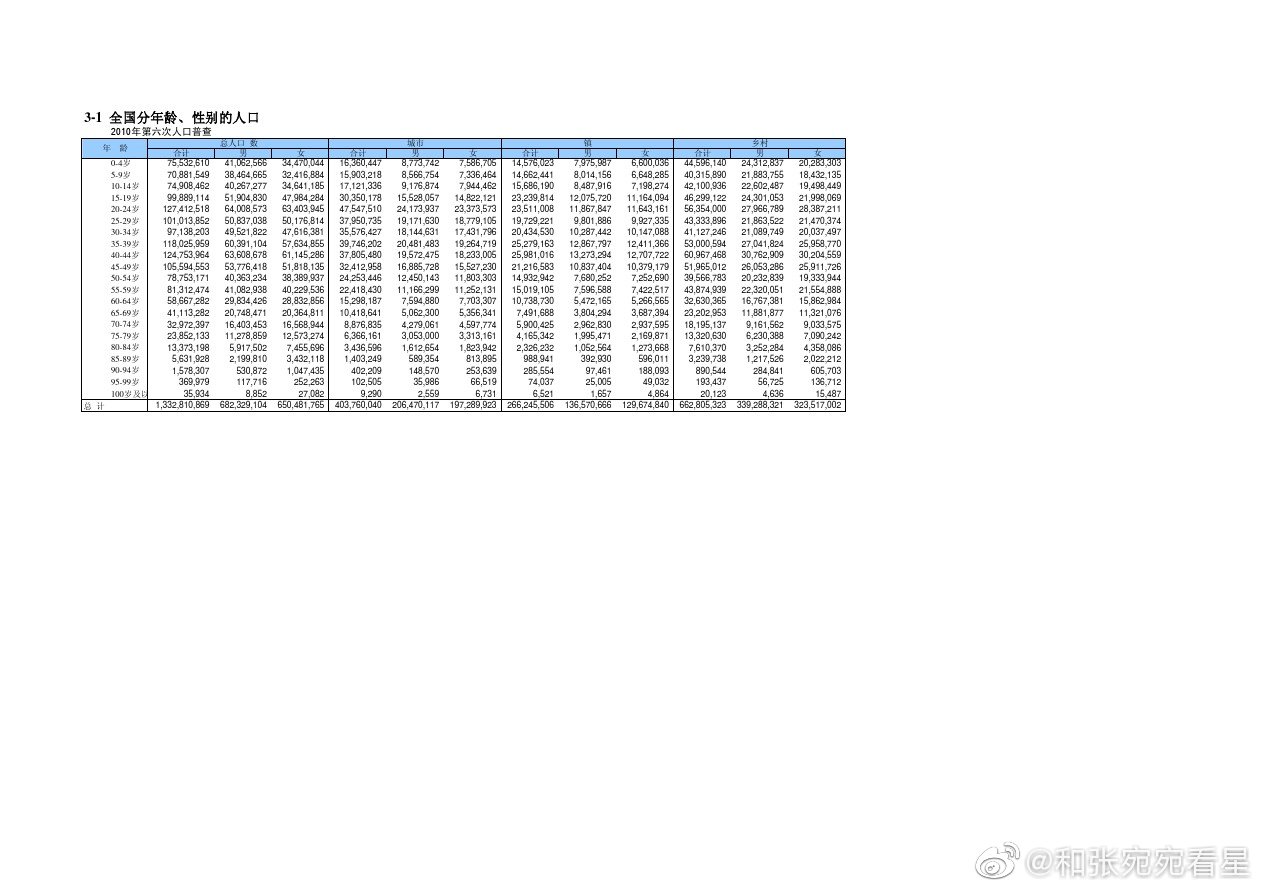 3-1 全国分年龄、性别的人口
2010年第六次人口普查
年 龄 总人口 数 城市 镇 乡村
合计 男 女 合计 男 女 合计 男 女 合计 男 女
0-4岁 75,532,610 41,062,566 34,470,044 16,360,447 8,773,742 7,586,705 14,576,023 7,975,987 6,600,036 44,596,140 24,312,837 20,283,303
5-9岁 70,881,549 38,464,665 32,416,884 15,903,218 8,566,754 7,336,464 14,662,441 8,014,156 6,648,285 40,315,890 21,883,755 18,432,135
10-14岁 74,908,462 40,267,277 34,641,185 17,121,336 9,176,874 7,944,462 15,686,190 8,487,916 7,198,274 42,100,936 22,602,487 19,498,449
15-19岁 99,889,114 51,904,830 47,984,284 30,350,178 15,528,057 14,822,121 23,239,814 12,075,720 11,164,094 46,299,122 24,301,053 21,998,069
20-24岁 127,412,518 64,008,573 63,403,945 47,547,510 24,173,937 23,373,573 23,511,008 11,867,847 11,643,161 56,354,000 27,966,789 28,387,211
25-29岁 101,013,852 50,837,038 50,176,814 37,950,735 19,171,630 18,779,105 19,729,221 9,801,886 9,927,335 43,333,896 21,863,522 21,470,374
30-34岁 97,138,203 49,521,822 47,616,381 35,576,427 18,144,631 17,431,796 20,434,530 10,287,442 10,147,088 41,127,246 21,089,749 20,037,497
35-39岁 118,025,959 60,391,104 57,634,855 39,746,202 20,481,483 19,264,719 25,279,163 12,867,797 12,411,366 53,000,594 27,041,824 25,958,770
40-44岁 124,753,964 63,608,678 61,145,286 37,805,480 19,572,475 18,233,005 25,981,016 13,273,294 12,707,722 60,967,468 30,762,909 30,204,559
45-49岁 105,594,553 53,776,418 51,818,135 32,412,958 16,885,728 15,527,230 21,216,583 10,837,404 10,379,179 51,965,012 26,053,286 25,911,726
50-54岁 78,753,171 40,363,234 38,389,937 24,253,446 12,450,143 11,803,303 14,932,942 7,680,252 7,252,690 39,566,783 20,232,839 19,333,944
55-59岁 81,312,474 41,082,938 40,229,536 22,418,430 11,166,299 11,252,131 15,019,105 7,596,588 7,422,517 43,874,939 22,320,051 21,554,888
60-64岁 58,667,282 29,834,426 28,832,856 15,298,187 7,594,880 7,703,307 10,738,730 5,472,165 5,266,565 32,630,365 16,767,381 15,862,984
65-69岁 41,113,282 20,748,471 20,364,811 10,418,641 5,062,300 5,356,341 7,491,688 3,804,294 3,687,394 23,202,953 11,881,877 11,321,076
70-74岁 32,972,397 16,403,453 16,568,944 8,876,835 4,279,061 4,597,774 5,900,425 2,962,830 2,937,595 18,195,137 9,161,562 9,033,575
75-79岁 23,852,133 11,278,859 12,573,274 6,366,161 3,053,000 3,313,161 4,165,342 1,995,471 2,169,871 13,320,630 6,230,388 7,090,242
80-84岁 13,373,198 5,917,502 7,455,696 3,436,596 1,612,654 1,823,942 2,326,232 1,052,564 1,273,668 7,610,370 3,252,284 4,358,086
85-89岁 5,631,928 2,199,810 3,432,118 1,403,249 589,354 813,895 988,941 392,930 596,011 3,239,738 1,217,526 2,022,212
90-94岁 1,578,307 530,872 1,047,435 402,209 148,570 253,639 285,554 97,461 188,093 890,544 284,841 605,703
95-99岁 369,979 117,716 252,263 102,505 35,986 66,519 74,037 25,005 49,032 193,437 56,725 136,712
100岁及以 35,934 8,852 27,082 9,290 2,559 6,731 6,521 1,657 4,864 20,123 4,636 15,487
总 计 1,332,810,869 682,329,104 650,481,765 403,760,040 206,470,117 197,289,923 266,245,506 136,570,666 129,674,840 662,805,323 339,288,321 323,517,002
@和张宛宛看星